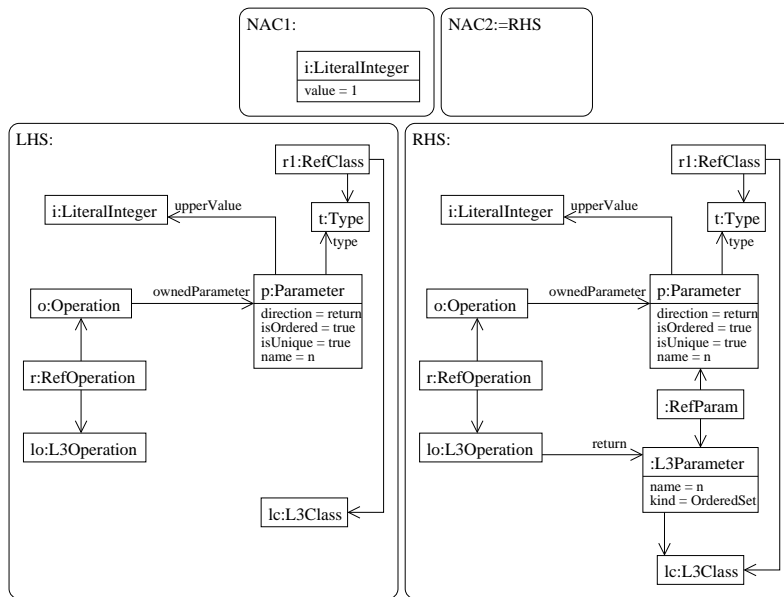 NAC1:
i:LiteralInteger
value = 1
NAC2:=RHS
LHS:
r1:RefClass
i:LiteralInteger
upperValue
t:Type
type
o:Operation
ownedParameter
p:Parameter
direction = return
isOrdered = true
isUnique = true
name = n
r:RefOperation
lo:L3Operation
lc:L3Class
RHS:
r1:RefClass
i:LiteralInteger
upperValue
t:Type
type
o:Operation
ownedParameter
p:Parameter
direction = return
isOrdered = true
isUnique = true
name = n
r:RefOperation
:RefParam
lo:L3Operation
return
:L3Parameter
name = n
kind = OrderedSet
lc:L3Class